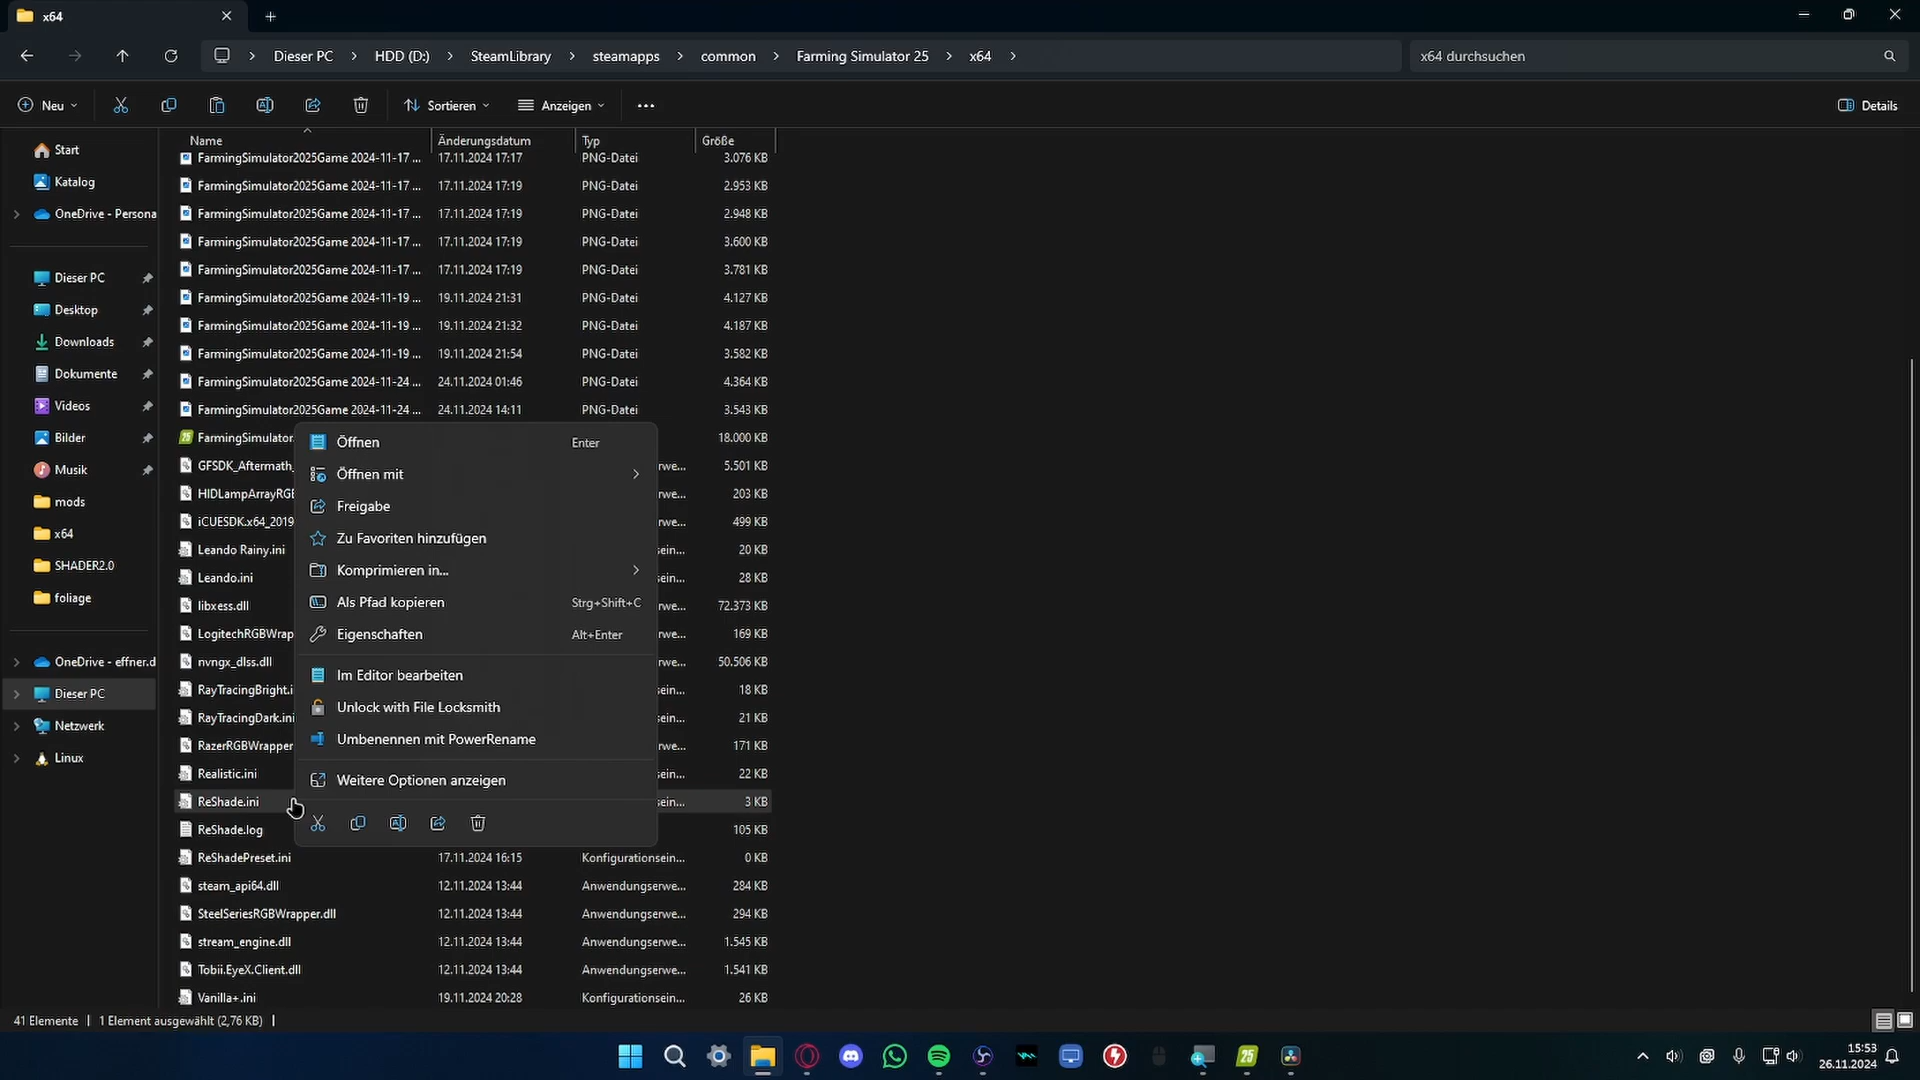 x64
Dieser PC HDD (D:) SteamLibrary steamapps common Farming Simulator 25 x64
x64 durchsuchen
Neu Sortieren Anzeigen Details
Name Änderungsdatum Typ Größe
Start
Katalog
OneDrive - Persona
Dieser PC
Desktop
Downloads
Dokumente
Videos
Bilder
Musik
mods
x64
SHADER2.0
foliage
OneDrive - effner.d
Dieser PC
Netzwerk
Linux
FarmingSimulator2025Game 2024-11-17 ... 17.11.2024 17:17 PNG-Datei 3.076 KB
FarmingSimulator2025Game 2024-11-17 ... 17.11.2024 17:19 PNG-Datei 2.953 KB
FarmingSimulator2025Game 2024-11-17 ... 17.11.2024 17:19 PNG-Datei 2.948 KB
FarmingSimulator2025Game 2024-11-17 ... 17.11.2024 17:19 PNG-Datei 3.600 KB
FarmingSimulator2025Game 2024-11-17 ... 17.11.2024 17:19 PNG-Datei 3.781 KB
FarmingSimulator2025Game 2024-11-19 ... 19.11.2024 21:31 PNG-Datei 4.127 KB
FarmingSimulator2025Game 2024-11-19 ... 19.11.2024 21:32 PNG-Datei 4.187 KB
FarmingSimulator2025Game 2024-11-19 ... 19.11.2024 21:54 PNG-Datei 3.582 KB
FarmingSimulator2025Game 2024-11-24 ... 24.11.2024 01:46 PNG-Datei 4.364 KB
FarmingSimulator2025Game 2024-11-24 ... 24.11.2024 14:11 PNG-Datei 3.543 KB
FarmingSimulator 18.000 KB
GFSDK_Aftermath_ rwe... 5.501 KB
HIDLampArrayRGB rwe... 203 KB
iCUESDK.x64_2019 rwe... 499 KB
Leando Rainy.ini sein... 20 KB
Leando.ini sein... 28 KB
libxess.dll rwe... 72.373 KB
LogitechRGBWrap rwe... 169 KB
nvngx_dlss.dll rwe... 50.506 KB
RayTracingBright.i sein... 18 KB
RayTracingDark.ini sein... 21 KB
RazerRGBWrapper rwe... 171 KB
Realistic.ini sein... 22 KB
ReShade.ini sein... 3 KB
ReShade.log 105 KB
ReShadePreset.ini 17.11.2024 16:15 Konfigurationsein... 0 KB
steam_api64.dll 12.11.2024 13:44 Anwendungserwe... 284 KB
SteelSeriesRGBWrapper.dll 12.11.2024 13:44 Anwendungserwe... 294 KB
stream_engine.dll 12.11.2024 13:44 Anwendungserwe... 1.545 KB
Tobii.EyeX.Client.dll 12.11.2024 13:44 Anwendungserwe... 1.541 KB
Vanilla+.ini 19.11.2024 20:28 Konfigurationsein... 26 KB
Öffnen Enter
Öffnen mit
Freigabe
Zu Favoriten hinzufügen
Komprimieren in...
Als Pfad kopieren Strg+Shift+C
Eigenschaften Alt+Enter
Im Editor bearbeiten
Unlock with File Locksmith
Umbenennen mit PowerRename
Weitere Optionen anzeigen
41 Elemente 1 Element ausgewählt (2,76 KB)
25
15:53
26.11.2024